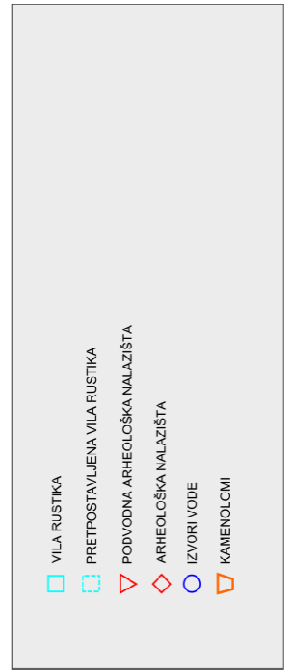 VILA RUSTIKA
PRETPOSTAVLJENA VILA RUSTIKA
PODVODNA ARHEOLOŠKA NALAZIŠTA
ARHEOLOŠKA NALAZIŠTA
IZVORI VODE
KAMENOLOMI